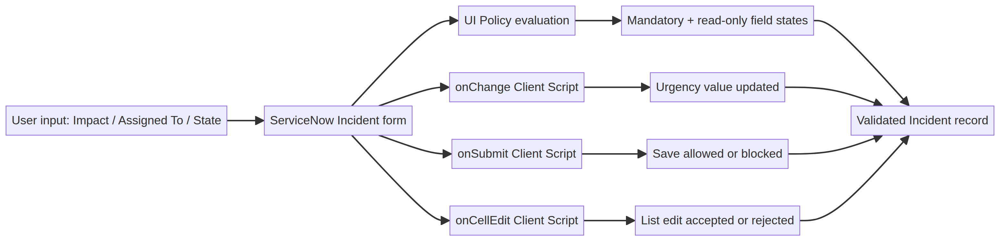 User input: Impact / Assigned To / State
ServiceNow Incident form
UI Policy evaluation
Mandatory + read-only field states
onChange Client Script
Urgency value updated
onSubmit Client Script
Save allowed or blocked
onCellEdit Client Script
List edit accepted or rejected
Validated Incident record